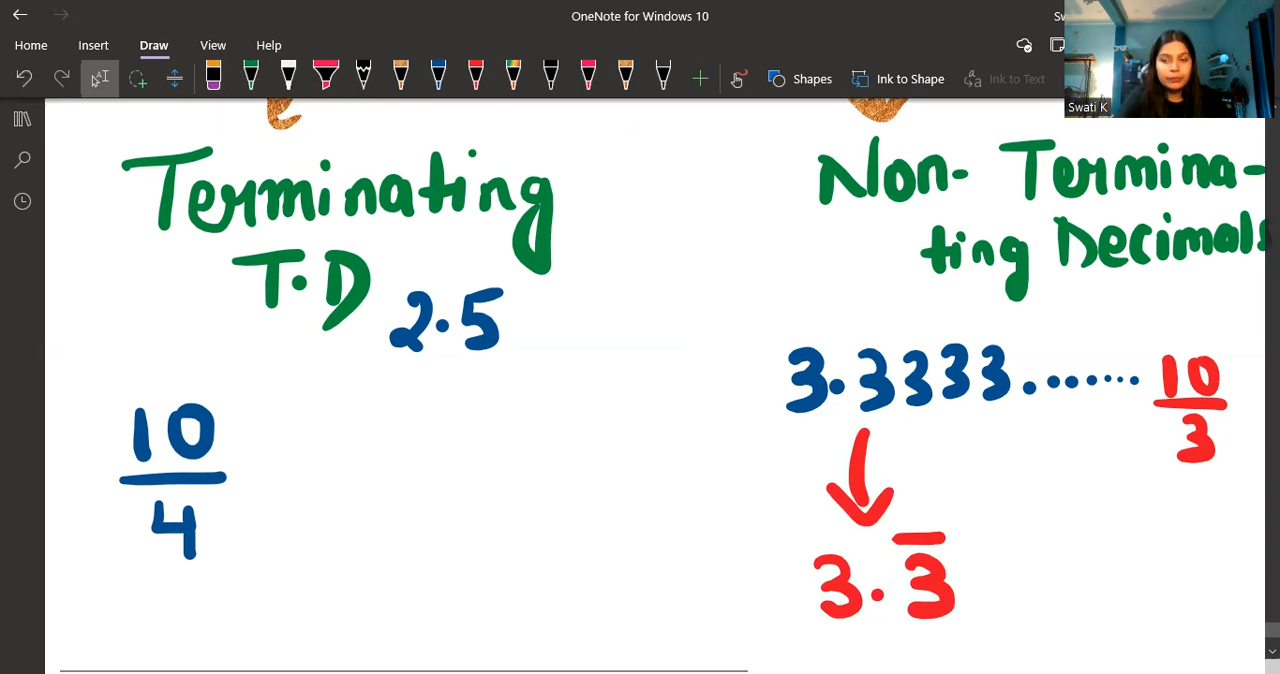 OneNote for Windows 10
Sw
Home Insert Draw View Help
Shapes Ink to Shape Ink to Text
Swati K
Terminating
T.D
2.5
10
4
Non-Termina-
ting Decimals
3.3333.......
10
3
3.3̅